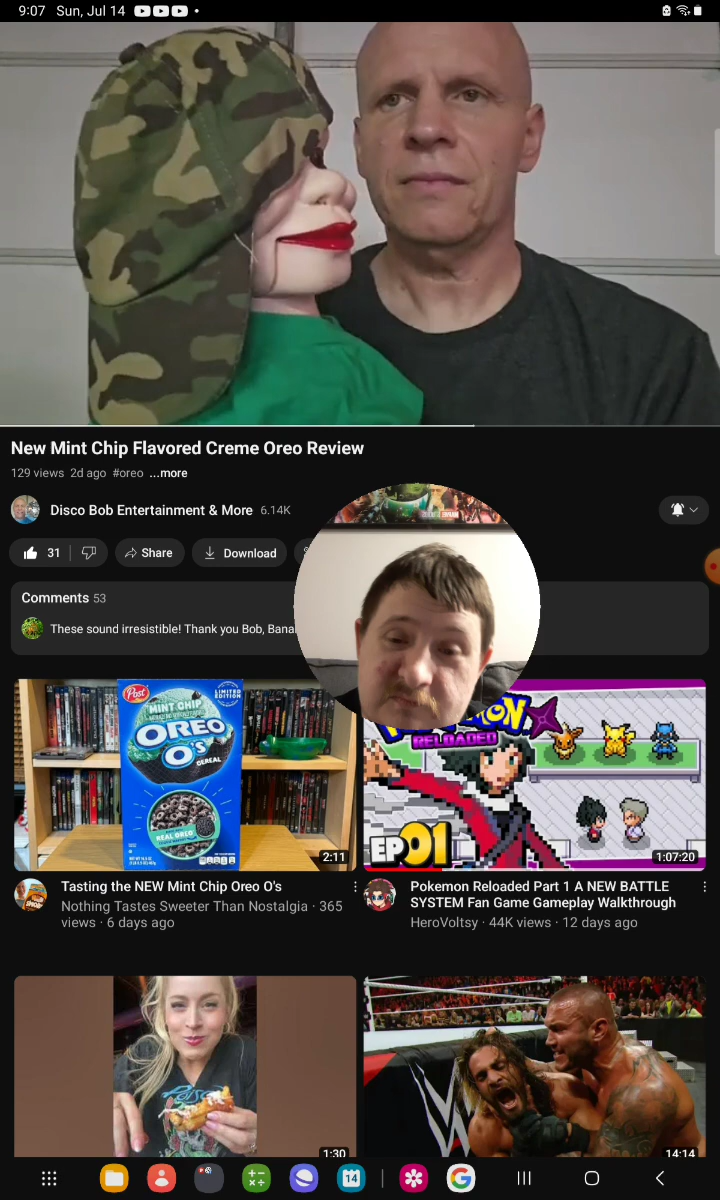 9:07 Sun, Jul 14
New Mint Chip Flavored Creme Oreo Review
129 views 2d ago #oreo ...more
Disco Bob Entertainment & More 6.14K
31 Share Download
Comments 53
These sound irresistible! Thank you Bob, Bana
Post
LIMITED EDITION
MINT CHIP
OREO
O'S
CEREAL
REAL OREO
2:11
RELOADED
EP01
1:07:20
Tasting the NEW Mint Chip Oreo O's
Nothing Tastes Sweeter Than Nostalgia · 365
views · 6 days ago
Pokemon Reloaded Part 1 A NEW BATTLE
SYSTEM Fan Game Gameplay Walkthrough
HeroVoltsy · 44K views · 12 days ago
Poison
1:30
14:14
14